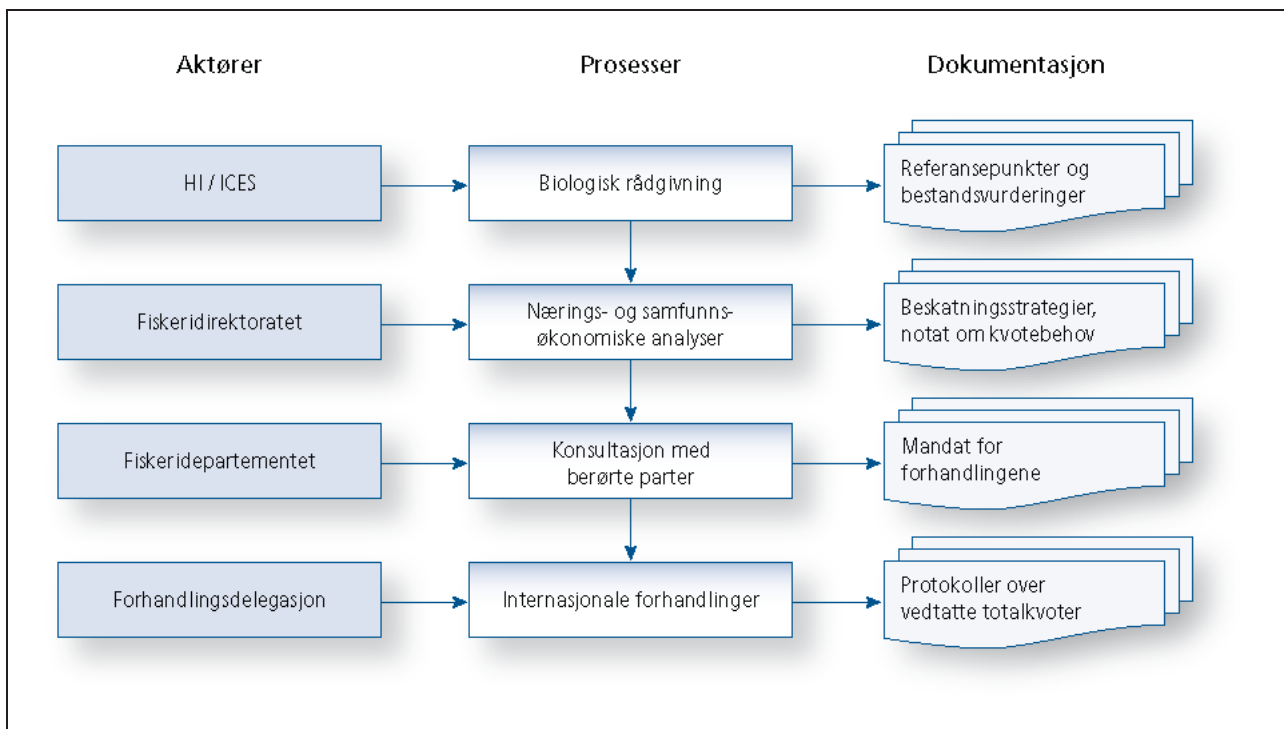 Aktører
Prosesser
Dokumentasjon
HI / ICES
Biologisk rådgivning
Referansepunkter og
bestandsvurderinger
Fiskeridirektoratet
Nærings- og samfunns-
økonomiske analyser
Beskatningsstrategier,
notat om kvotebehov
Fiskeridepartementet
Konsultasjon med
berørte parter
Mandat for
forhandlingene
Forhandlingsdelegasjon
Internasjonale forhandlinger
Protokoller over
vedtatte totalkvoter